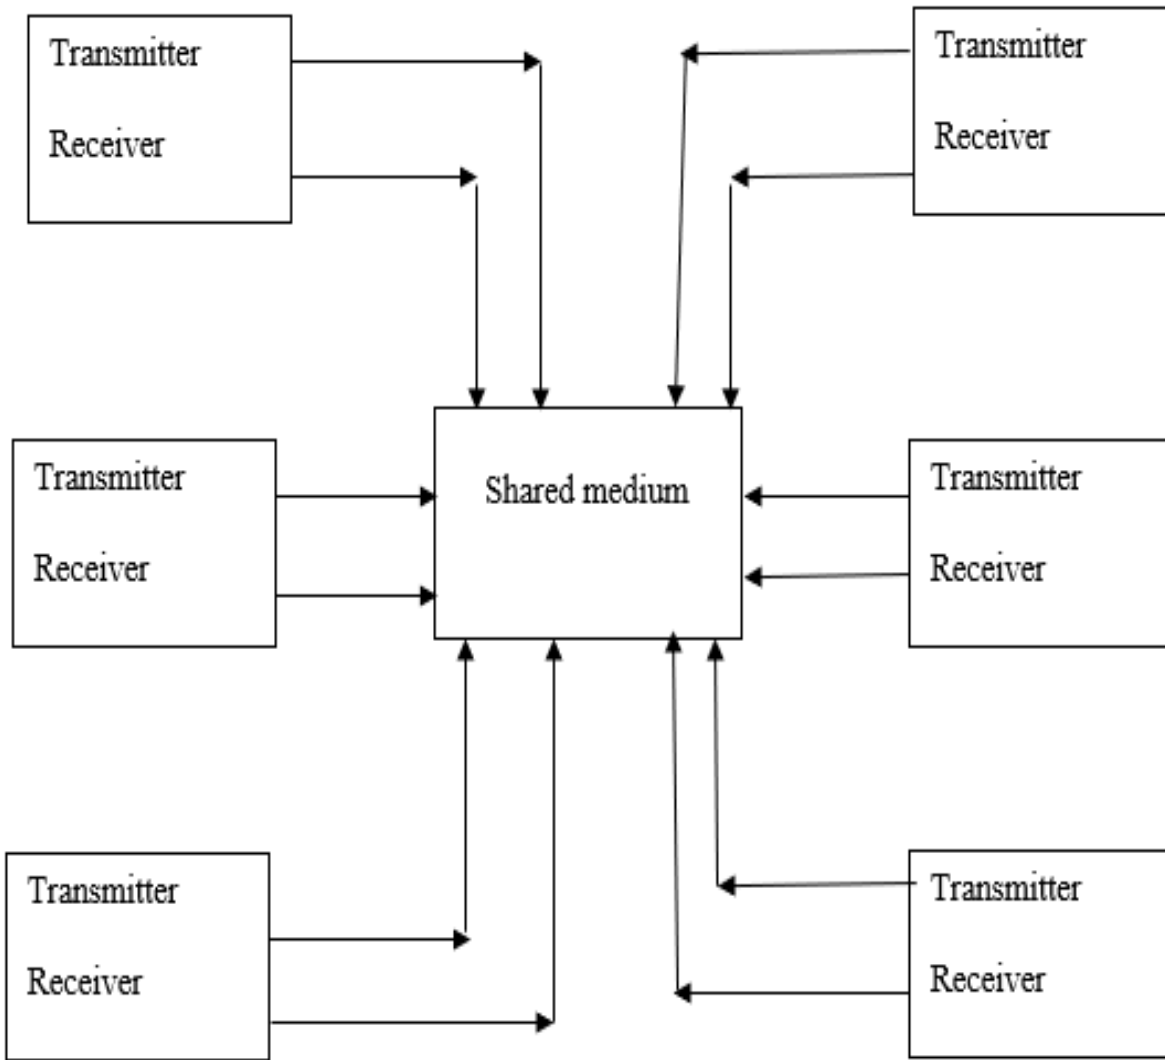 Transmitter
Receiver
Transmitter
Receiver
Shared medium
Transmitter
Receiver
Transmitter
Receiver
Transmitter
Receiver
Transmitter
Receiver